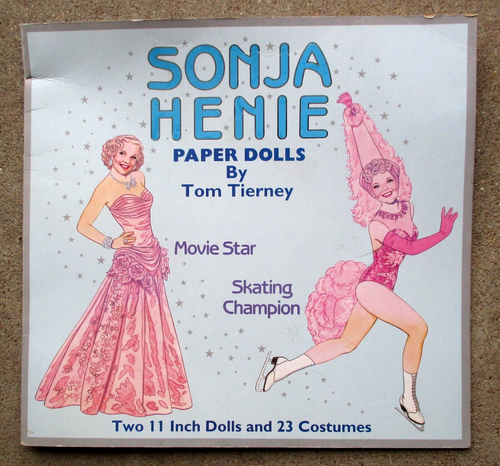 SONJA
HENIE
PAPER DOLLS
By
Tom Tierney
Movie Star
Skating
Champion
Two 11 Inch Dolls and 23 Costumes